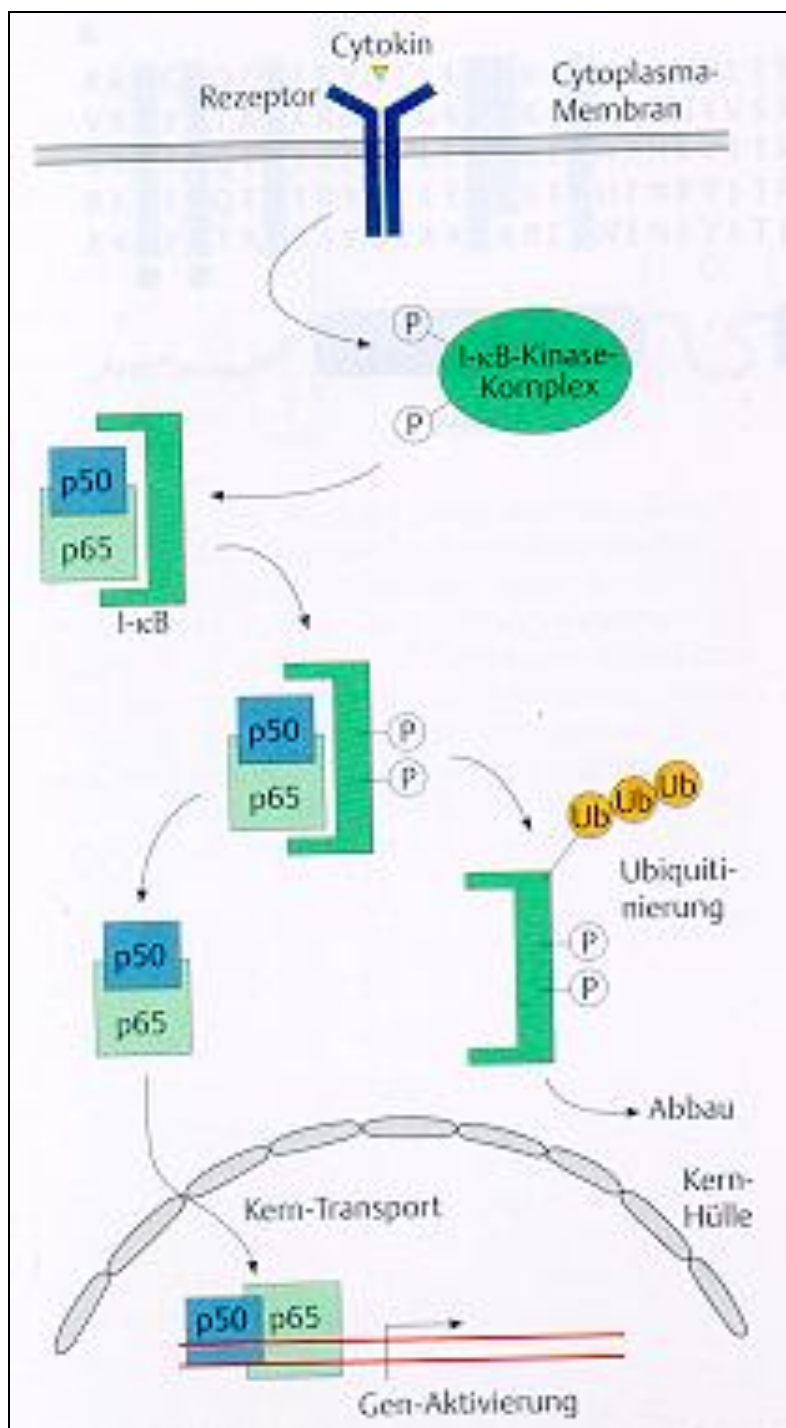 Cytokin
Rezeptor
Cytoplasma-
Membran
P
I-κB-Kinase-
Komplex
P
p50
p65
I-κB
p50
P
P
p65
Ub Ub Ub
Ubiquiti-
nierung
p50
p65
P
P
Abbau
Kern-
Hülle
Kern-Transport
p50 p65
Gen-Aktivierung